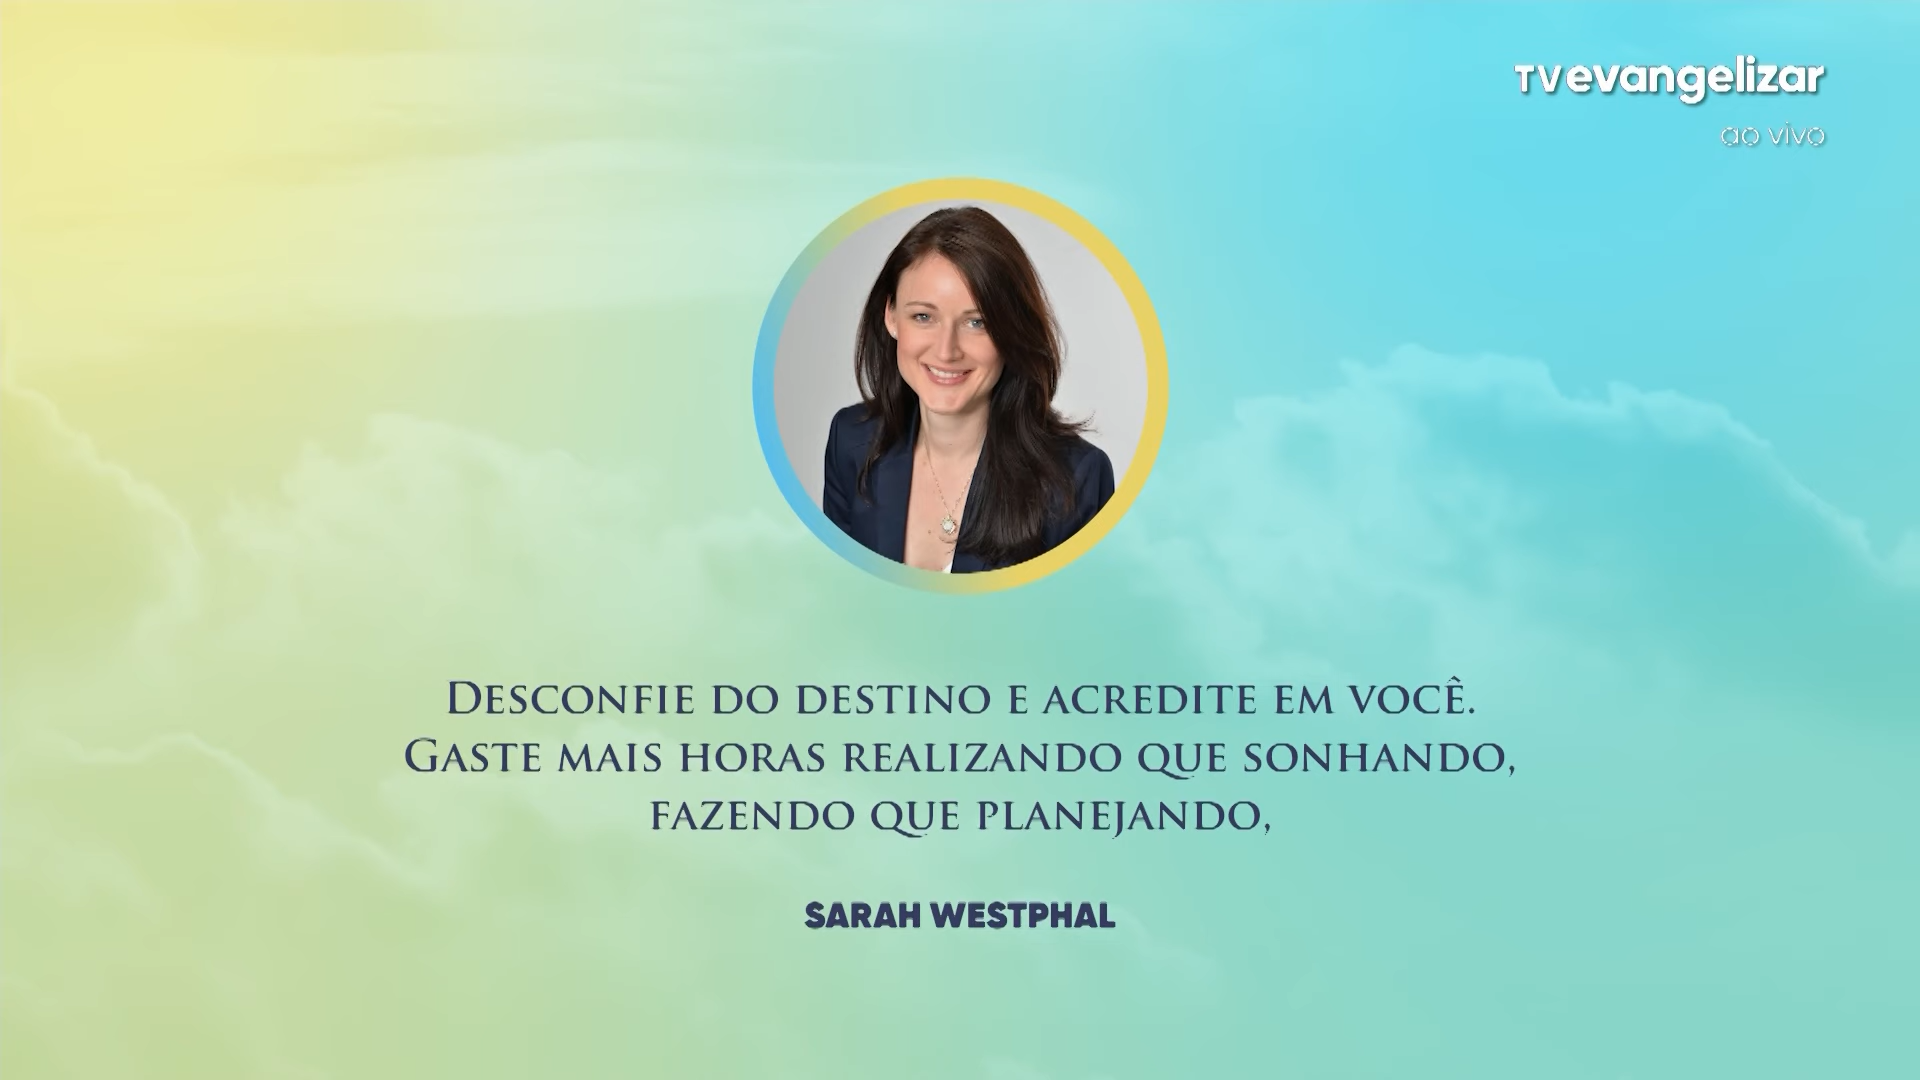 TVevangelizar
ao vivo
Desconfie do destino e acredite em você.
Gaste mais horas realizando que sonhando,
fazendo que planejando,
SARAH WESTPHAL